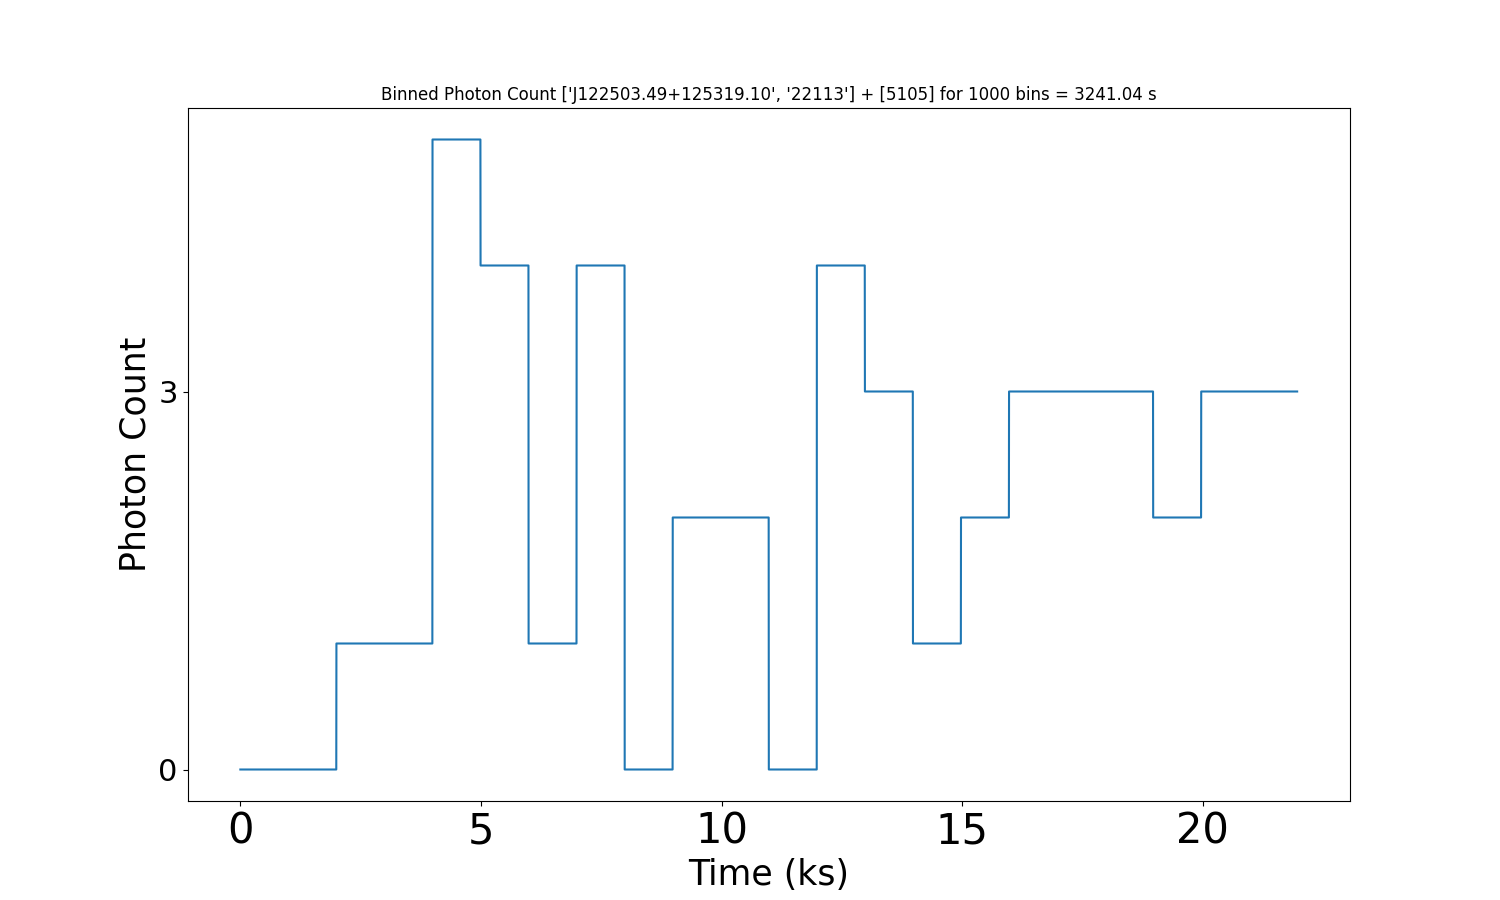 Binned Photon Count ['J122503.49+125319.10', '22113'] + [5105] for 1000 bins = 3241.04 s
Photon Count
3
0
0 5 10 15 20
Time (ks)